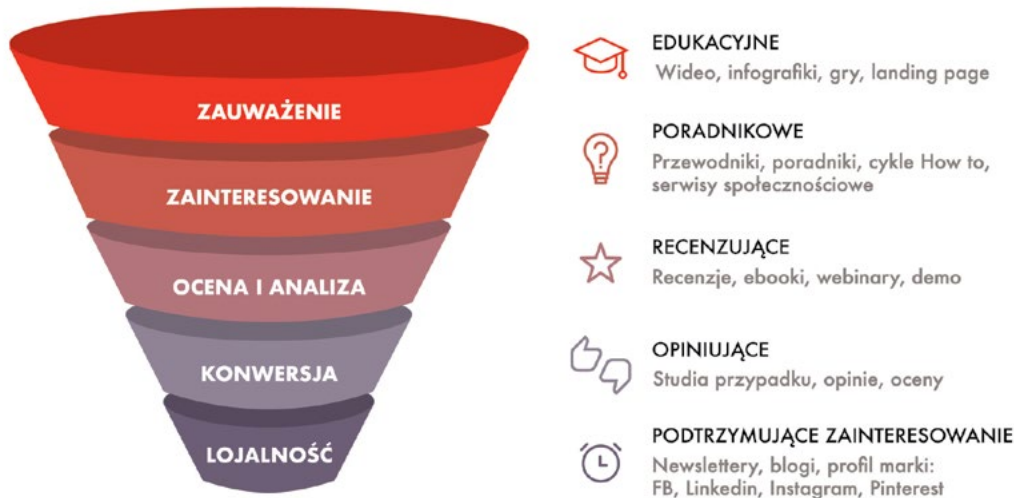 ZAUWAŻENIE
EDUKACYJNE
Wideo, infografiki, gry, landing page
ZAINTERESOWANIE
PORADNIKOWE
Przewodniki, poradniki, cykle How to,
serwisy społecznościowe
OCENA I ANALIZA
RECENZUJĄCE
Recenzje, ebooki, webinary, demo
KONWERSJA
OPINIUJĄCE
Studia przypadku, opinie, oceny
LOJALNOŚĆ
PODTRZYMUJĄCE ZAINTERESOWANIE
Newslettery, blogi, profil marki:
FB, Linkedin, Instagram, Pinterest